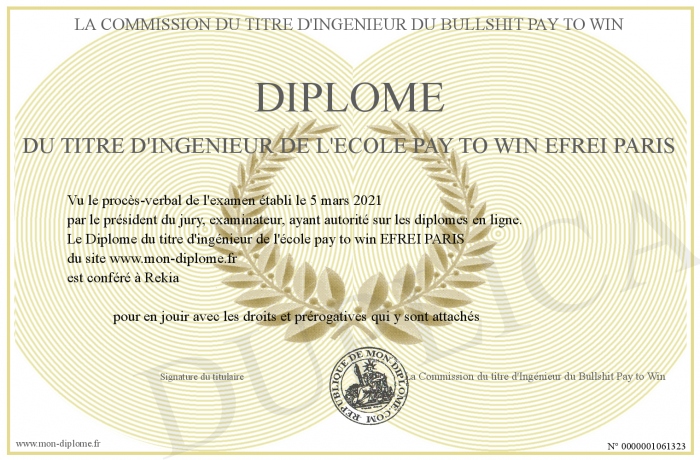 LA COMMISSION DU TITRE D'INGENIEUR DU BULLSHIT PAY TO WIN
DIPLOME
DU TITRE D'INGENIEUR DE L'ECOLE PAY TO WIN EFREI PARIS
Vu le procès-verbal de l'examen établi le 5 mars 2021
par le président du jury, examinateur, ayant autorité sur les diplomes en ligne.
Le Diplome du titre d'ingénieur de l'école pay to win EFREI PARIS
du site www.mon-diplome.fr
est conféré à Rekia
pour en jouir avec les droits et prérogatives qui y sont attachés
Signature du titulaire
La Commission du titre d'Ingénieur du Bullshit Pay to Win
REPUBLIQUE DE MON-DIPLOME.COM
www.mon-diplome.fr
N° 0000001061323
DUPLICATA